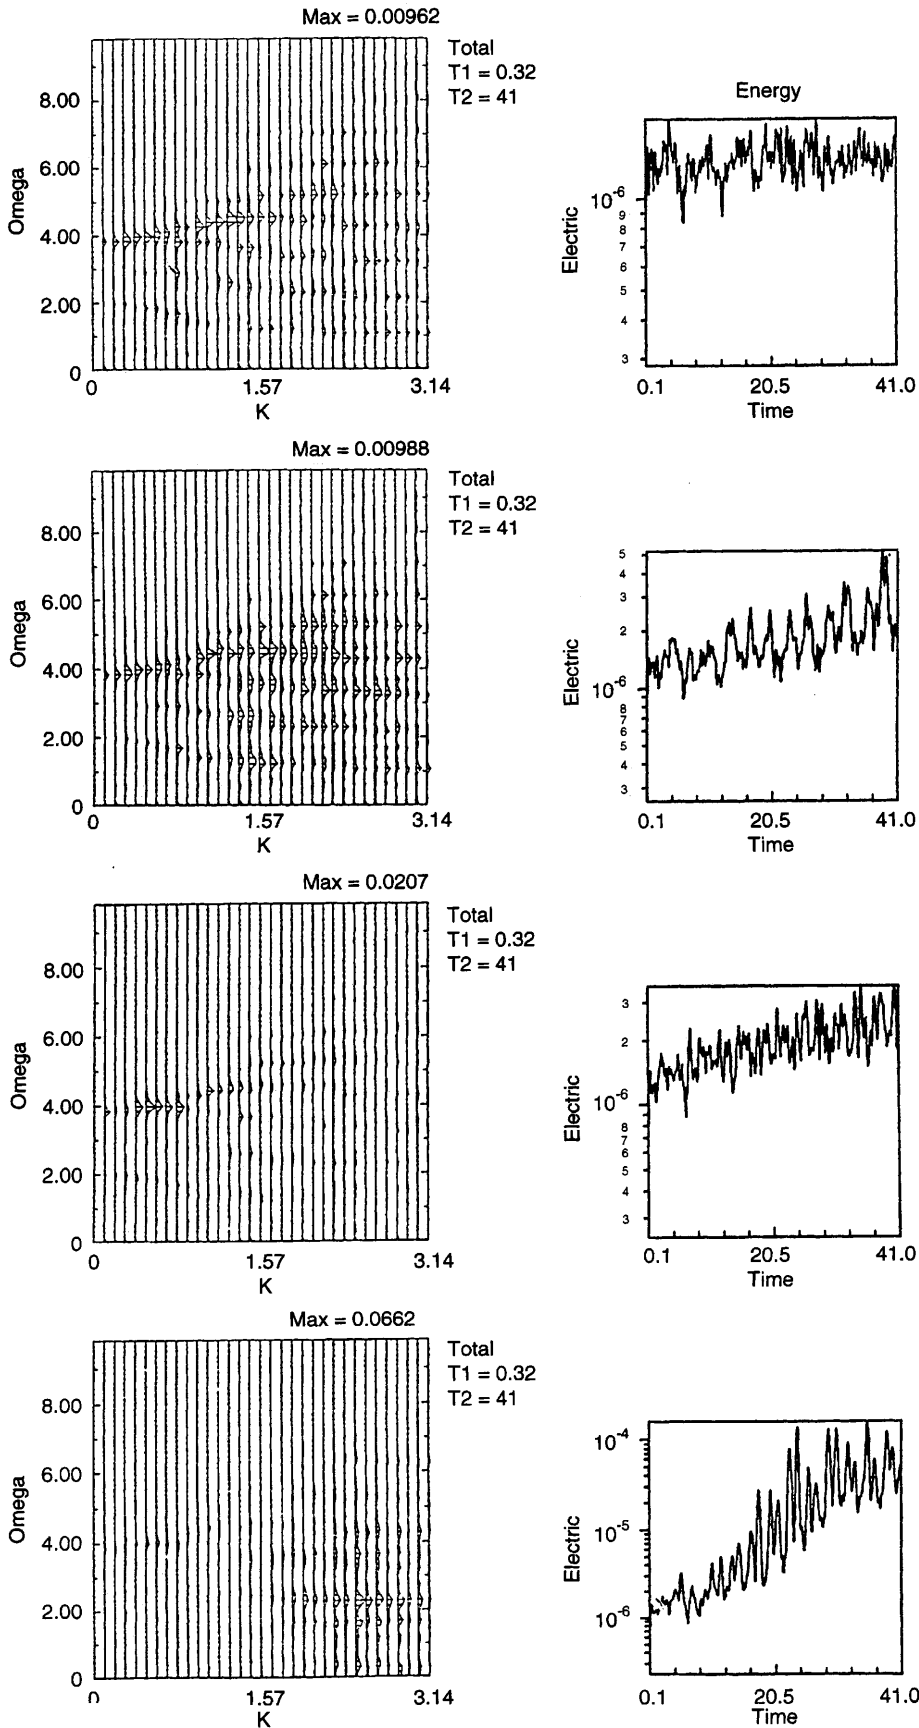 Max = 0.00962
Total
T1 = 0.32
T2 = 41
8.00
6.00
4.00
2.00
0
Omega
0
1.57
3.14
K
Energy
10-6
9
8
7
6
5
4
3
Electric
0.1
20.5
41.0
Time
Max = 0.00988
Total
T1 = 0.32
T2 = 41
8.00
6.00
4.00
2.00
0
Omega
0
1.57
3.14
K
5
4
3
2
10-6
8
7
6
5
4
3
Electric
0.1
20.5
41.0
Time
Max = 0.0207
Total
T1 = 0.32
T2 = 41
8.00
6.00
4.00
2.00
0
Omega
0
1.57
3.14
K
3
2
10-6
8
7
6
5
4
3
Electric
0.1
20.5
41.0
Time
Max = 0.0662
Total
T1 = 0.32
T2 = 41
8.00
6.00
4.00
2.00
0
Omega
0
1.57
3.14
K
10-4
10-5
10-6
Electric
0.1
20.5
41.0
Time